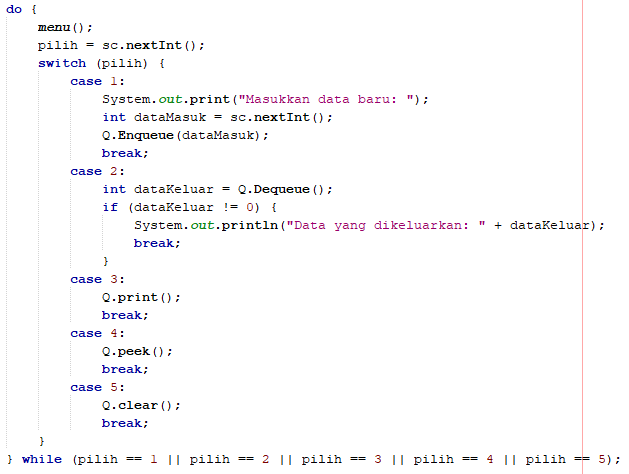 do {
    menu();
    pilih = sc.nextInt();
    switch (pilih) {
        case 1:
            System.out.print("Masukkan data baru: ");
            int dataMasuk = sc.nextInt();
            Q.Enqueue(dataMasuk);
            break;
        case 2:
            int dataKeluar = Q.Dequeue();
            if (dataKeluar != 0) {
                System.out.println("Data yang dikeluarkan: " + dataKeluar);
                break;
            }
        case 3:
            Q.print();
            break;
        case 4:
            Q.peek();
            break;
        case 5:
            Q.clear();
            break;
    }
} while (pilih == 1 || pilih == 2 || pilih == 3 || pilih == 4 || pilih == 5);